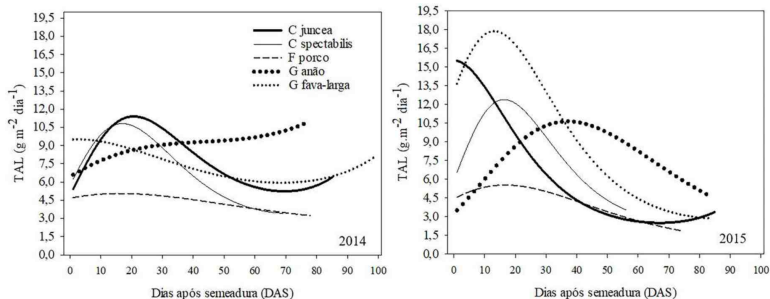 TAL (g m⁻² dia⁻¹)
19,5
18,0
16,5
15,0
13,5
12,0
10,5
9,0
7,5
6,0
4,5
3,0
1,5
0,0
C juncea
C spectabilis
F porco
G anão
G fava-larga
2014
0 10 20 30 40 50 60 70 80 90 100
Dias após semeadura (DAS)
TAL (g.m⁻² dia⁻¹)
19,5
18,0
16,5
15,0
13,5
12,0
10,5
9,0
7,5
6,0
4,5
3,0
1,5
0,0
2015
0 10 20 30 40 50 60 70 80 90 100
Dias após semeadura (DAS)